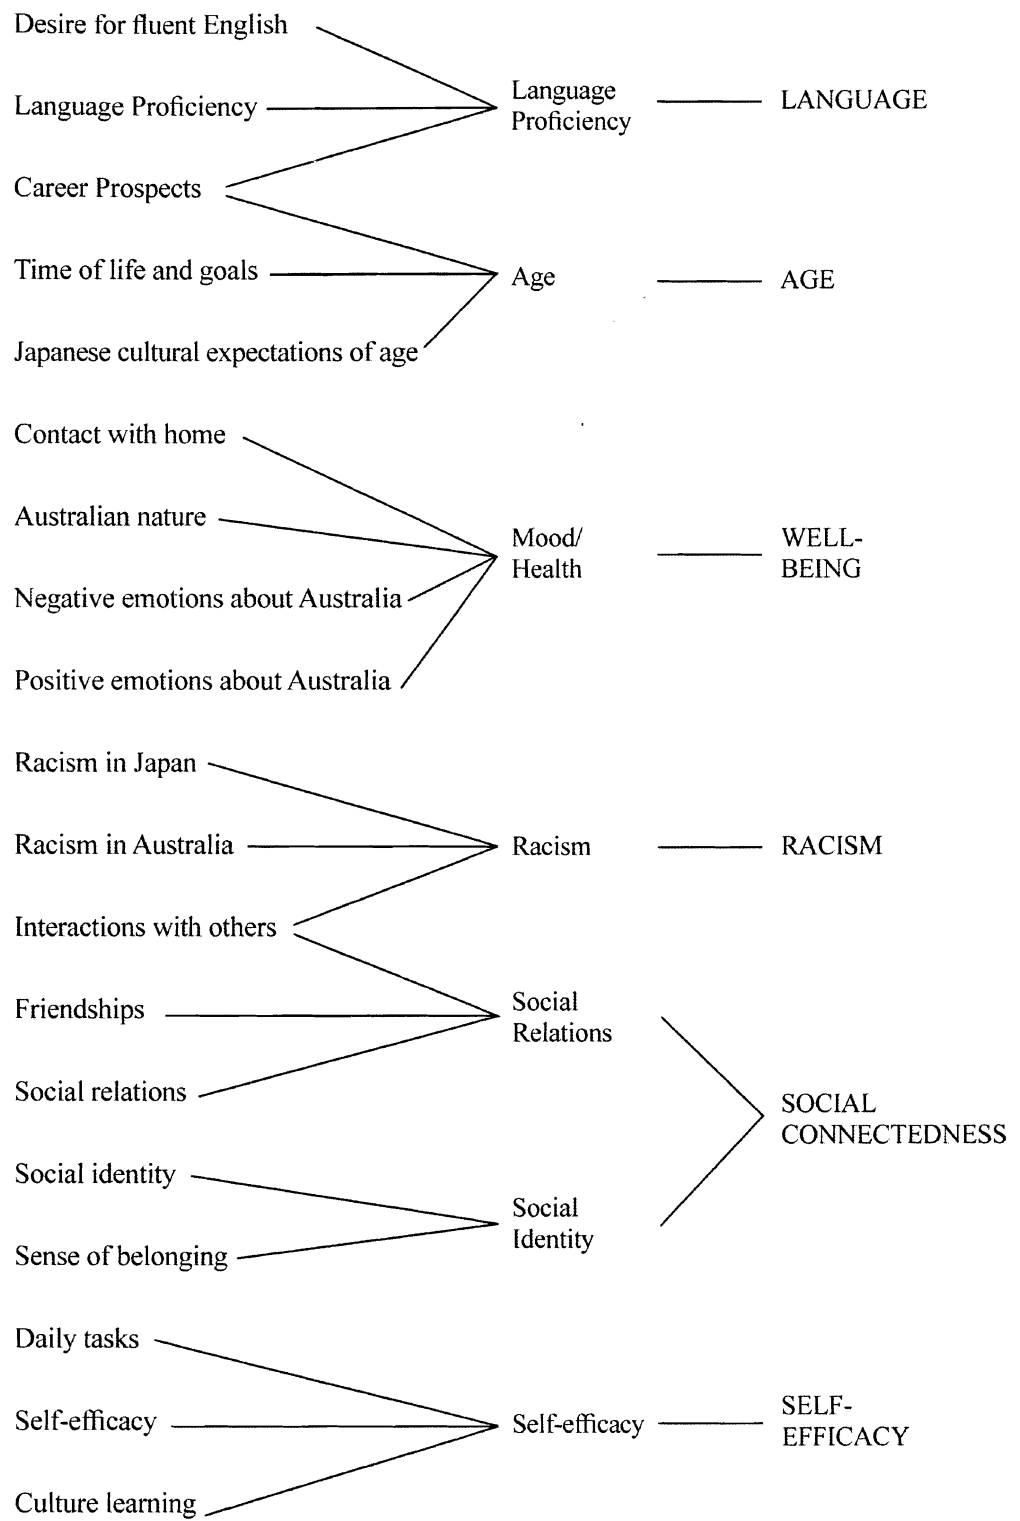 Desire for fluent English
Language Proficiency
Language
Proficiency
LANGUAGE
Career Prospects
Time of life and goals
Age
AGE
Japanese cultural expectations of age
Contact with home
Australian nature
Mood/
Health
WELL-
BEING
Negative emotions about Australia
Positive emotions about Australia
Racism in Japan
Racism in Australia
Racism
RACISM
Interactions with others
Friendships
Social
Relations
Social relations
SOCIAL
CONNECTEDNESS
Social identity
Social
Identity
Sense of belonging
Daily tasks
Self-efficacy
Self-efficacy
SELF-
EFFICACY
Culture learning